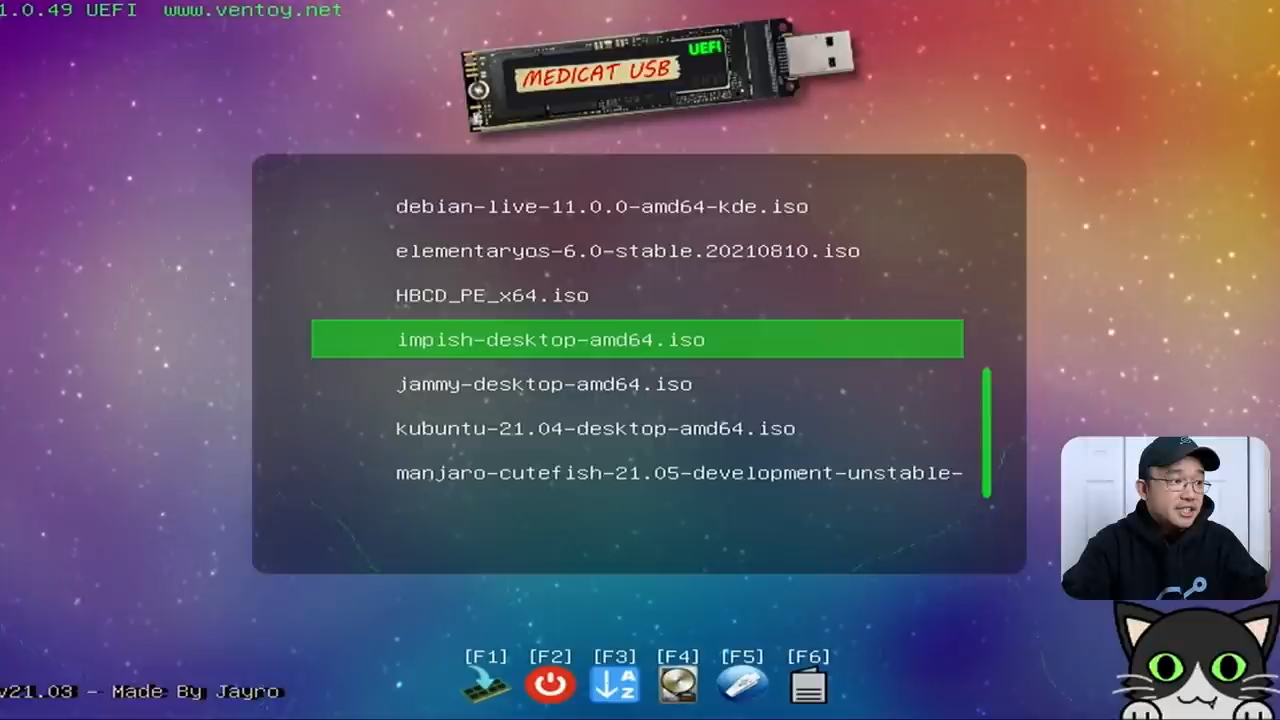 1.0.49 UEFI www.ventoy.net
UEFI
MEDICAT USB
debian-live-11.0.0-amd64-kde.iso
elementaryos-6.0-stable.20210810.iso
HBCD_PE_x64.iso
impish-desktop-amd64.iso
jammy-desktop-amd64.iso
kubuntu-21.04-desktop-amd64.iso
manjaro-cutefish-21.05-development-unstable-
[F1] [F2] [F3] [F4] [F5] [F6]
A
Z
v21.03 - Made By Jayro